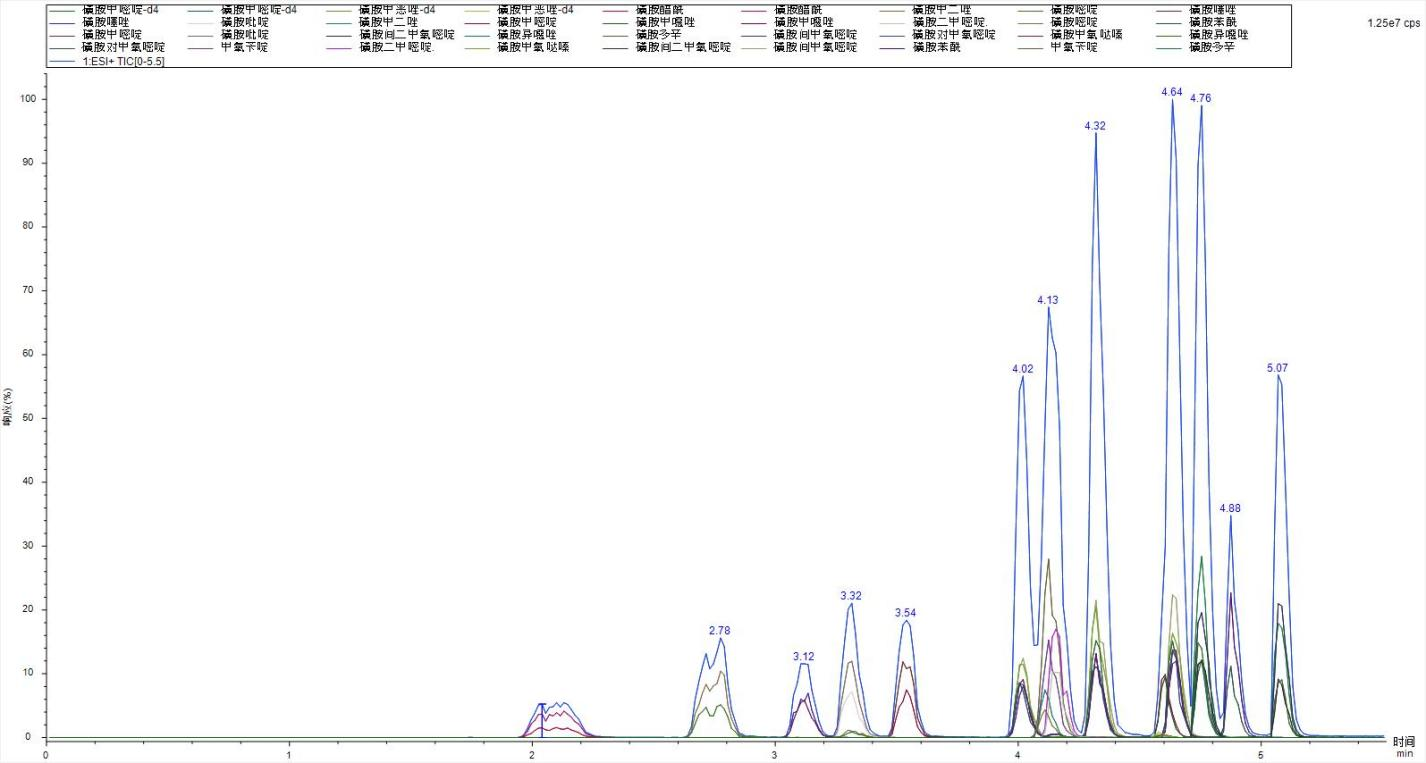 磺胺甲嘧啶-d4 磺胺甲嘧啶-d4 磺胺甲恶唑-d4 磺胺甲恶唑-d4 磺胺醋酰 磺胺醋酰 磺胺甲二唑 磺胺嘧啶 磺胺噻唑
磺胺噻唑 磺胺吡啶 磺胺甲二唑 磺胺甲嘧啶 磺胺甲噁唑 磺胺甲噁唑 磺胺二甲嘧啶. 磺胺嘧啶 磺胺苯酰
磺胺甲嘧啶 磺胺吡啶 磺胺间二甲氧嘧啶 磺胺异噁唑 磺胺多辛 磺胺间甲氧嘧啶 磺胺对甲氧嘧啶 磺胺甲氧哒嗪 磺胺异噁唑
磺胺对甲氧嘧啶 甲氧苄啶 磺胺二甲嘧啶. 磺胺甲氧哒嗪 磺胺间二甲氧嘧啶 磺胺间甲氧嘧啶 磺胺苯酰 甲氧苄啶 磺胺多辛
1:ESI+ TIC[0-5.5]
1.25e7 cps
100
90
80
70
60
50
40
30
20
10
0
响应(%)
2.78
3.12
3.32
3.54
4.02
4.13
4.32
4.64
4.76
4.88
5.07
0 1 2 3 4 5
时间
min